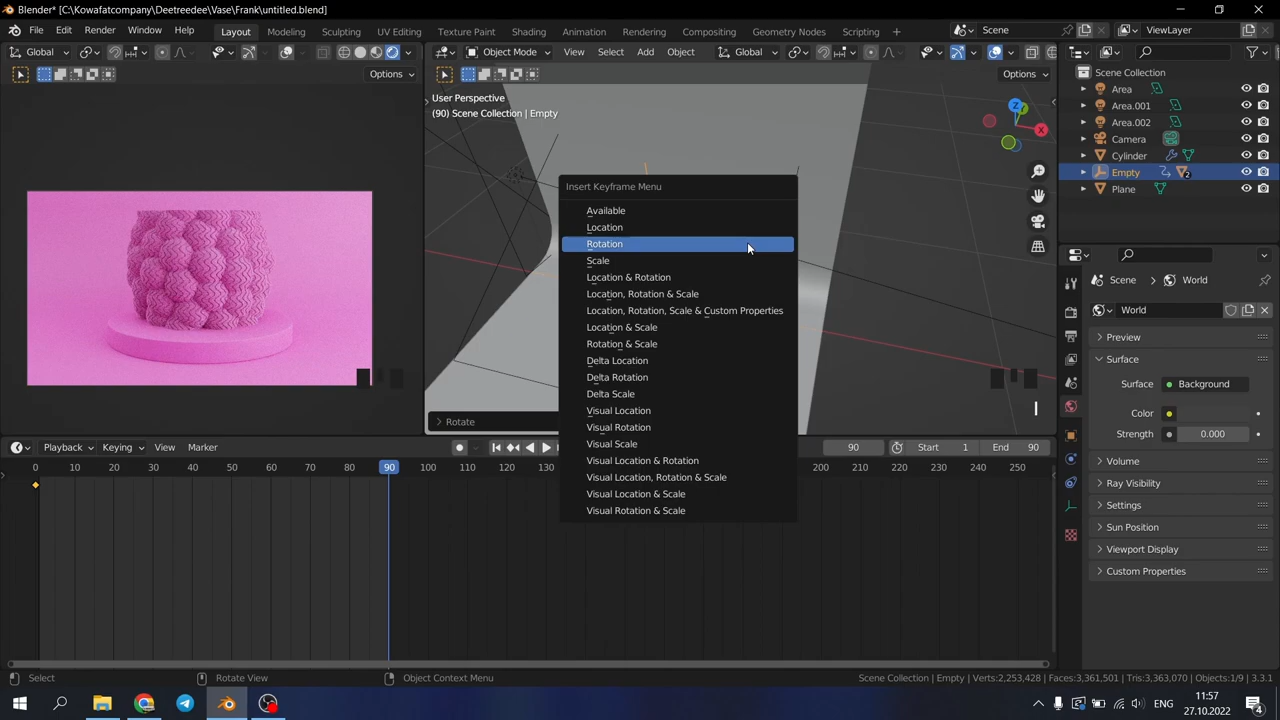 Blender* [C:\Kowafatcompany\Deetreedee\Vase\Frank\untitled.blend]
File Edit Render Window Help Layout Modeling Sculpting UV Editing Texture Paint Shading Animation Rendering Compositing Geometry Nodes Scripting + Scene ViewLayer
Global Object Mode View Select Add Object Global
Options Options
User Perspective
(90) Scene Collection | Empty
Z
Y
X
Scene Collection
Area
Area.001
Area.002
Camera
Cylinder
Empty
2
Plane
Insert Keyframe Menu
Available
Location
Rotation
Scale
Location & Rotation
Location, Rotation & Scale
Location, Rotation, Scale & Custom Properties
Location & Scale
Rotation & Scale
Delta Location
Delta Rotation
Delta Scale
Visual Location
Visual Rotation
Visual Scale
Visual Location & Rotation
Visual Location, Rotation & Scale
Visual Location & Scale
Visual Rotation & Scale
I
Rotate
Scene World
World
Preview
Surface
Surface Background
Color
Strength 0.000
Volume
Ray Visibility
Settings
Sun Position
Viewport Display
Custom Properties
Playback Keying View Marker 90 Start 1 End 90
0 10 20 30 40 50 60 70 80 90 100 110 120 130 200 210 220 230 240 250
Select Rotate View Object Context Menu Scene Collection | Empty | Verts:2,253,428 | Faces:3,361,501 | Tris:3,363,070 | Objects:1/9 | 3.3.1
ENG
11:57
27.10.2022
4